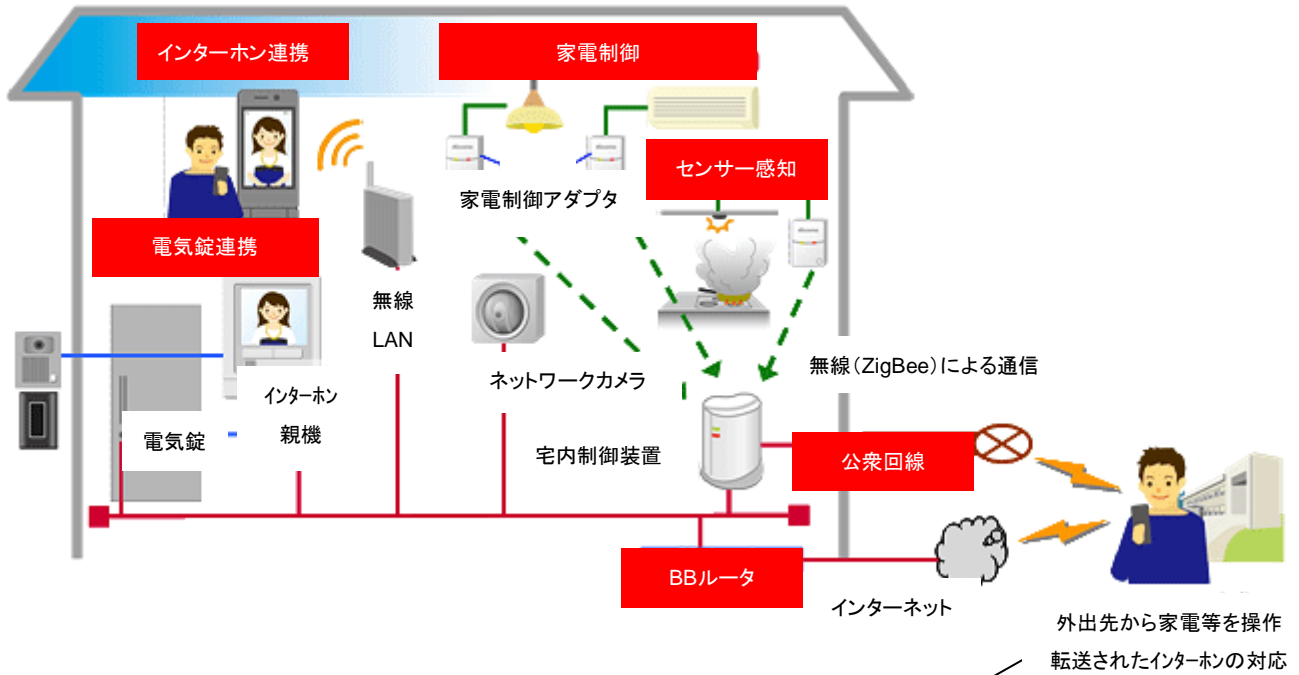 インターホン連携
家電制御
センサー感知
家電制御アダプタ
電気錠連携
無線
LAN
ネットワークカメラ
無線（ZigBee）による通信
インターホン
親機
電気錠
宅内制御装置
公衆回線
BBルータ
インターネット
外出先から家電等を操作
転送されたインターホンの対応